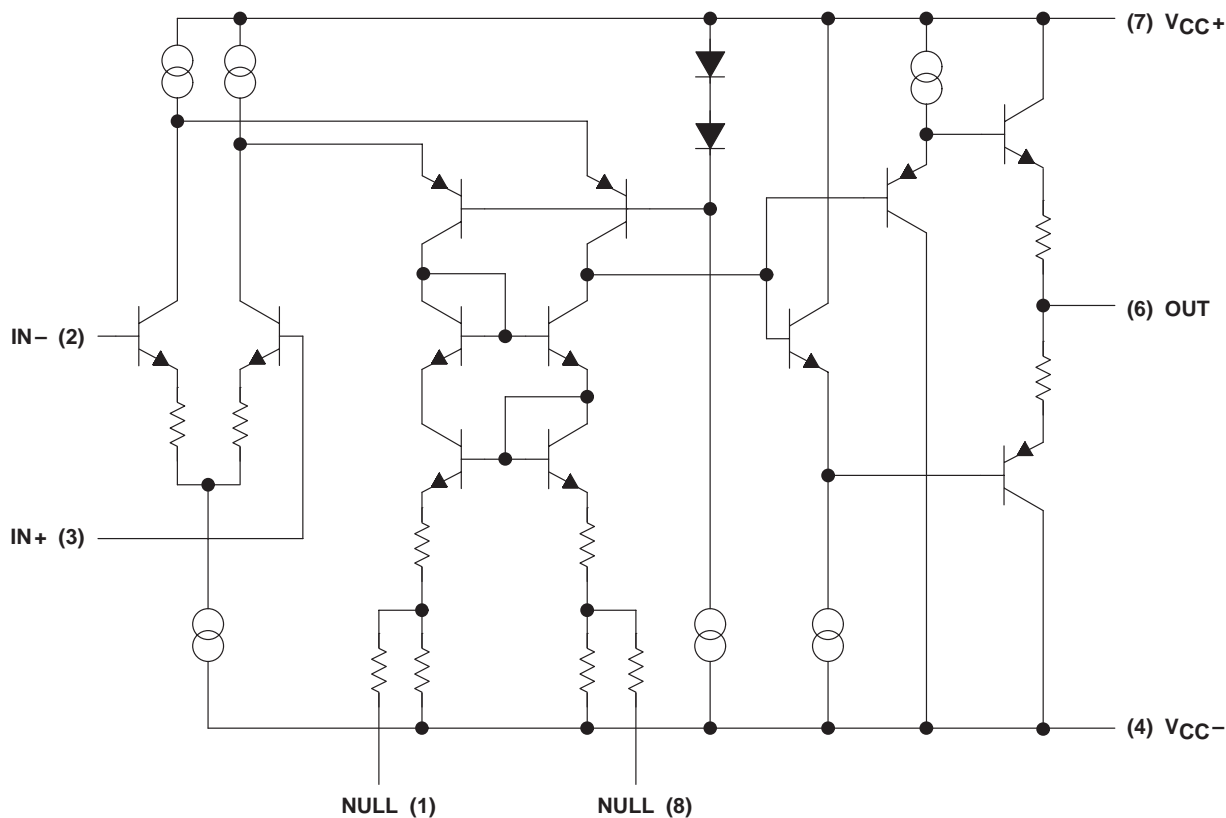 (7) VCC+
IN− (2)
(6) OUT
IN+ (3)
(4) VCC−
NULL (1)
NULL (8)